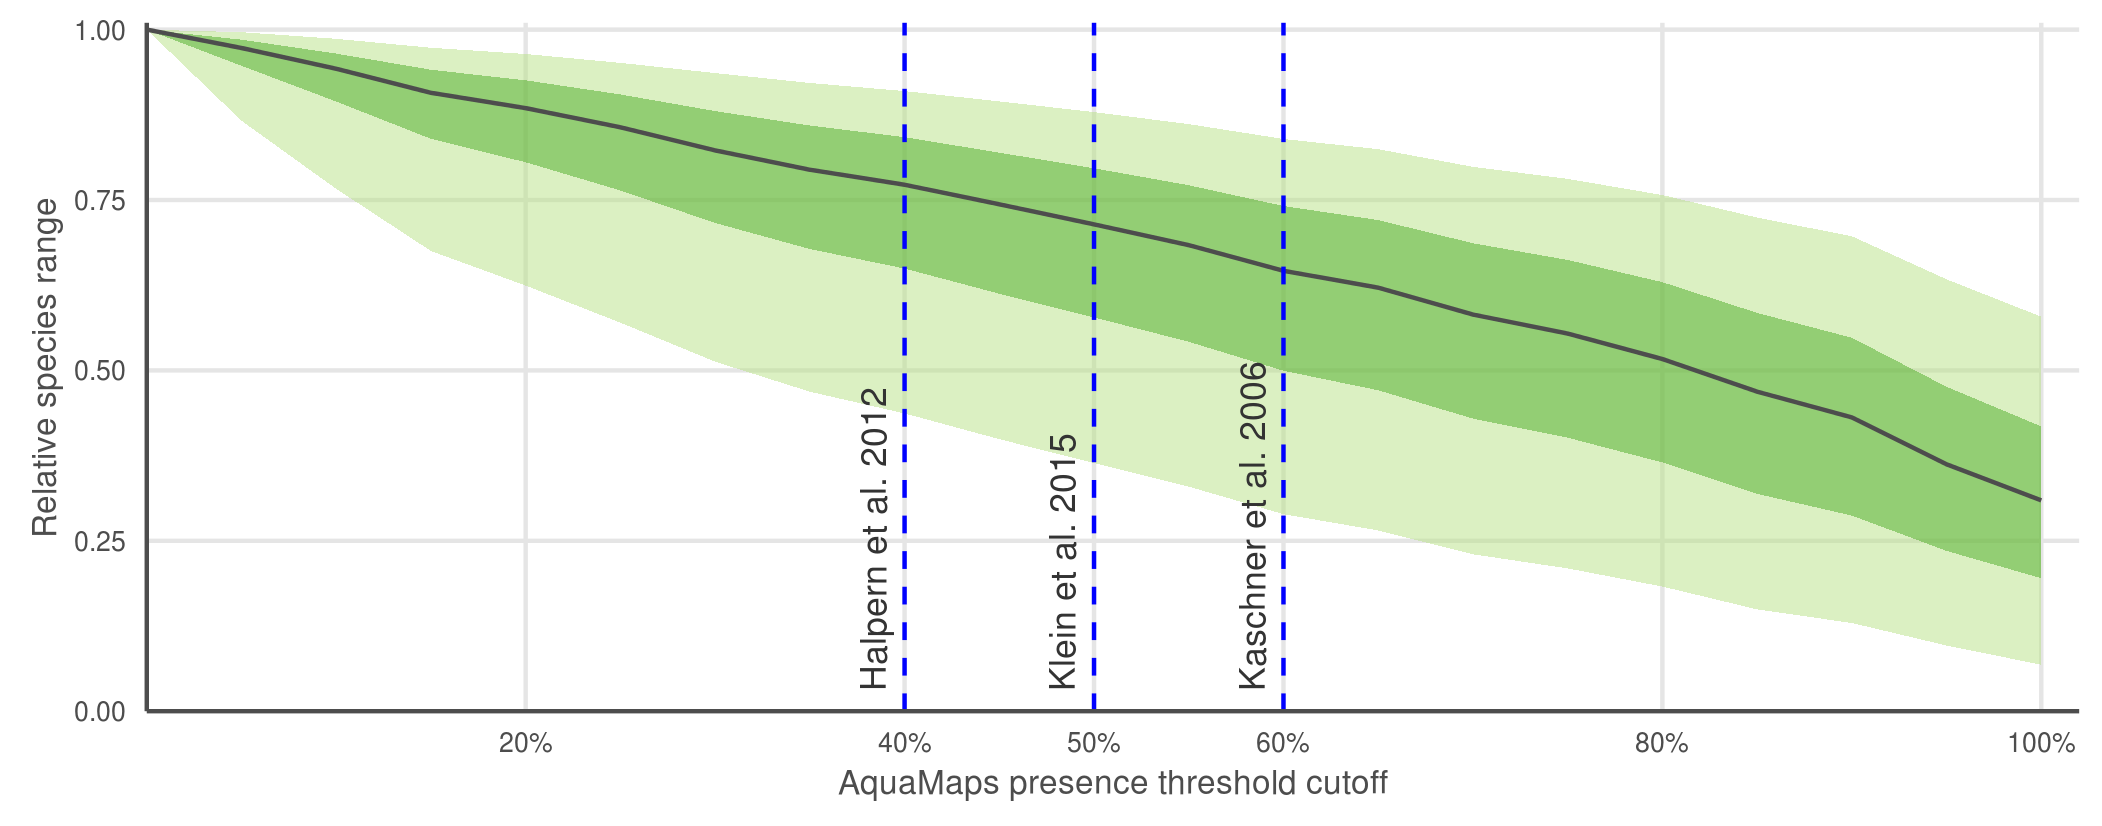 1.00
0.75
0.50
0.25
0.00
Relative species range
Halpern et al. 2012
Klein et al. 2015
Kaschner et al. 2006
20%
40%
50%
60%
80%
100%
AquaMaps presence threshold cutoff